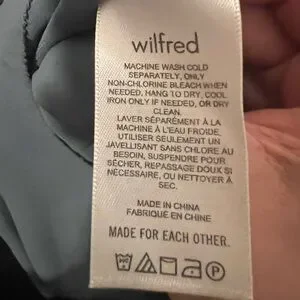 wilfred
MACHINE WASH COLD
SEPARATELY, ONLY
NON-CHLORINE BLEACH WHEN
NEEDED, HANG TO DRY, COOL
IRON ONLY IF NEEDED, OR DRY
CLEAN.
LAVER SÉPARÉMENT À LA
MACHINE À L'EAU FROIDE,
UTILISER SEULEMENT UN
JAVELLISANT SANS CHLORE AU
BESOIN, SUSPENDRE POUR
SÉCHER, REPASSAGE DOUX SI
NÉCESSAIRE, OU NETTOYER À
SEC.
MADE IN CHINA
FABRIQUÉ EN CHINE
MADE FOR EACH OTHER.
P